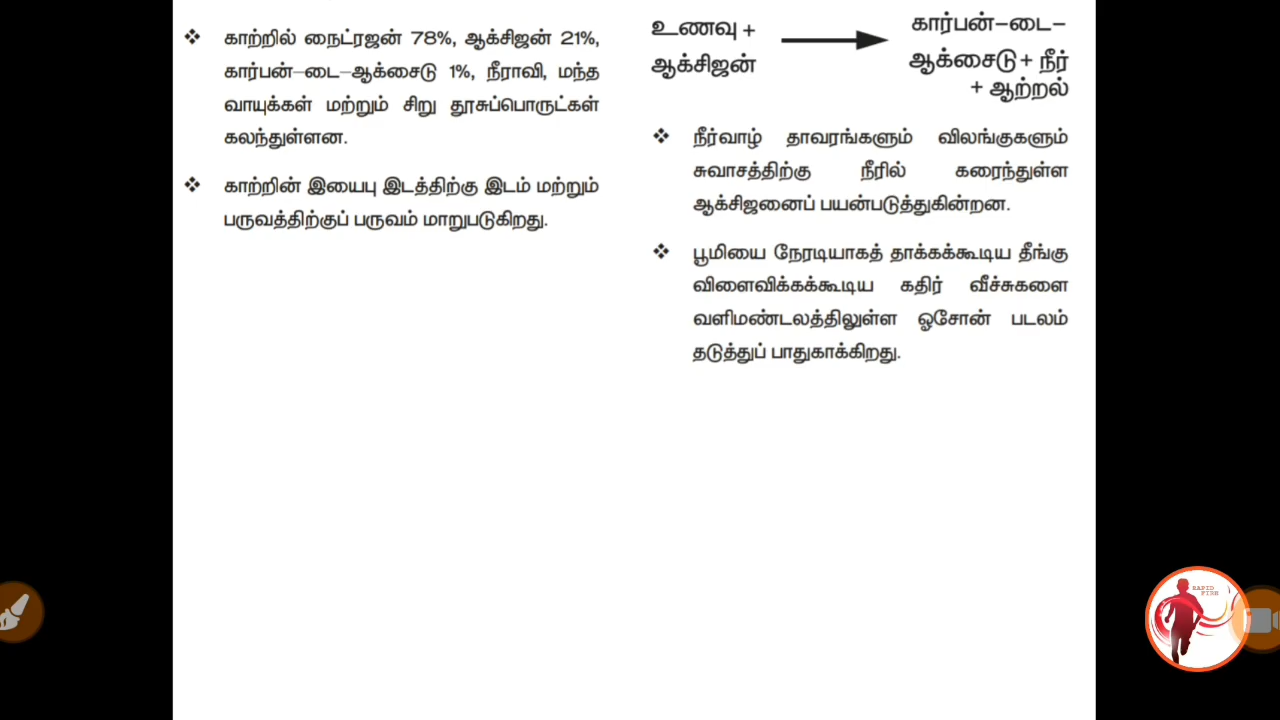 ❖ காற்றில் நைட்ரஜன் 78%, ஆக்சிஜன் 21%,
கார்பன்–டை–ஆக்சைடு 1%, நீராவி, மந்த
வாயுக்கள் மற்றும் சிறு தூசுப்பொருட்கள்
கலந்துள்ளன.
❖ காற்றின் இயைபு இடத்திற்கு இடம் மற்றும்
பருவத்திற்குப் பருவம் மாறுபடுகிறது.
உணவு +
ஆக்சிஜன்
கார்பன்–டை–
ஆக்சைடு + நீர்
+ ஆற்றல்
❖ நீர்வாழ் தாவரங்களும் விலங்குகளும்
சுவாசத்திற்கு நீரில் கரைந்துள்ள
ஆக்சிஜனைப் பயன்படுத்துகின்றன.
❖ பூமியை நேரடியாகத் தாக்கக்கூடிய தீங்கு
விளைவிக்கக்கூடிய கதிர் வீச்சுகளை
வளிமண்டலத்திலுள்ள ஓசோன் படலம்
தடுத்துப் பாதுகாக்கிறது.
RAPID
FIRE